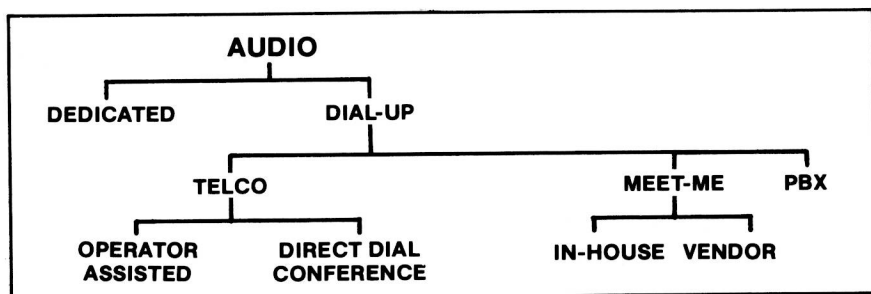 AUDIO
DEDICATED
DIAL-UP
TELCO
MEET-ME
PBX
OPERATOR
ASSISTED
DIRECT DIAL
CONFERENCE
IN-HOUSE
VENDOR